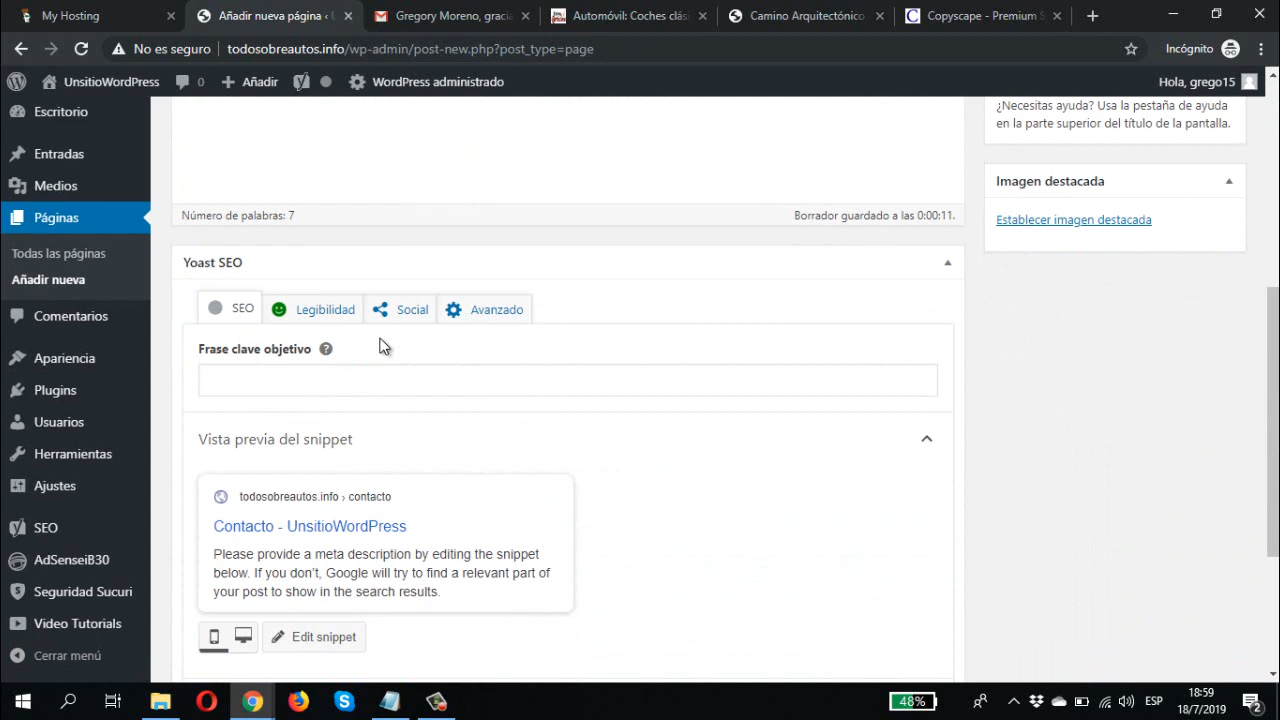 My Hosting
Añadir nueva página ‹ U
Gregory Moreno, gracia
Automóvil: Coches clási
Camino Arquitectónico
Copyscape - Premium S
No es seguro
todosobreautos.info/wp-admin/post-new.php?post_type=page
Incógnito
UnsitioWordPress
0
Añadir
WordPress administrado
Hola, grego15
Escritorio
Entradas
Medios
Páginas
Todas las páginas
Añadir nueva
Comentarios
Apariencia
Plugins
Usuarios
Herramientas
Ajustes
SEO
AdSenseiB30
Seguridad Sucuri
Video Tutorials
Cerrar menú
Número de palabras: 7
Borrador guardado a las 0:00:11.
Yoast SEO
SEO
Legibilidad
Social
Avanzado
Frase clave objetivo
Vista previa del snippet
todosobreautos.info › contacto
Contacto - UnsitioWordPress
Please provide a meta description by editing the snippet
below. If you don't, Google will try to find a relevant part of
your post to show in the search results.
Edit snippet
¿Necesitas ayuda? Usa la pestaña de ayuda
en la parte superior del título de la pantalla.
Imagen destacada
Establecer imagen destacada
48%
ESP
18:59
18/7/2019
2